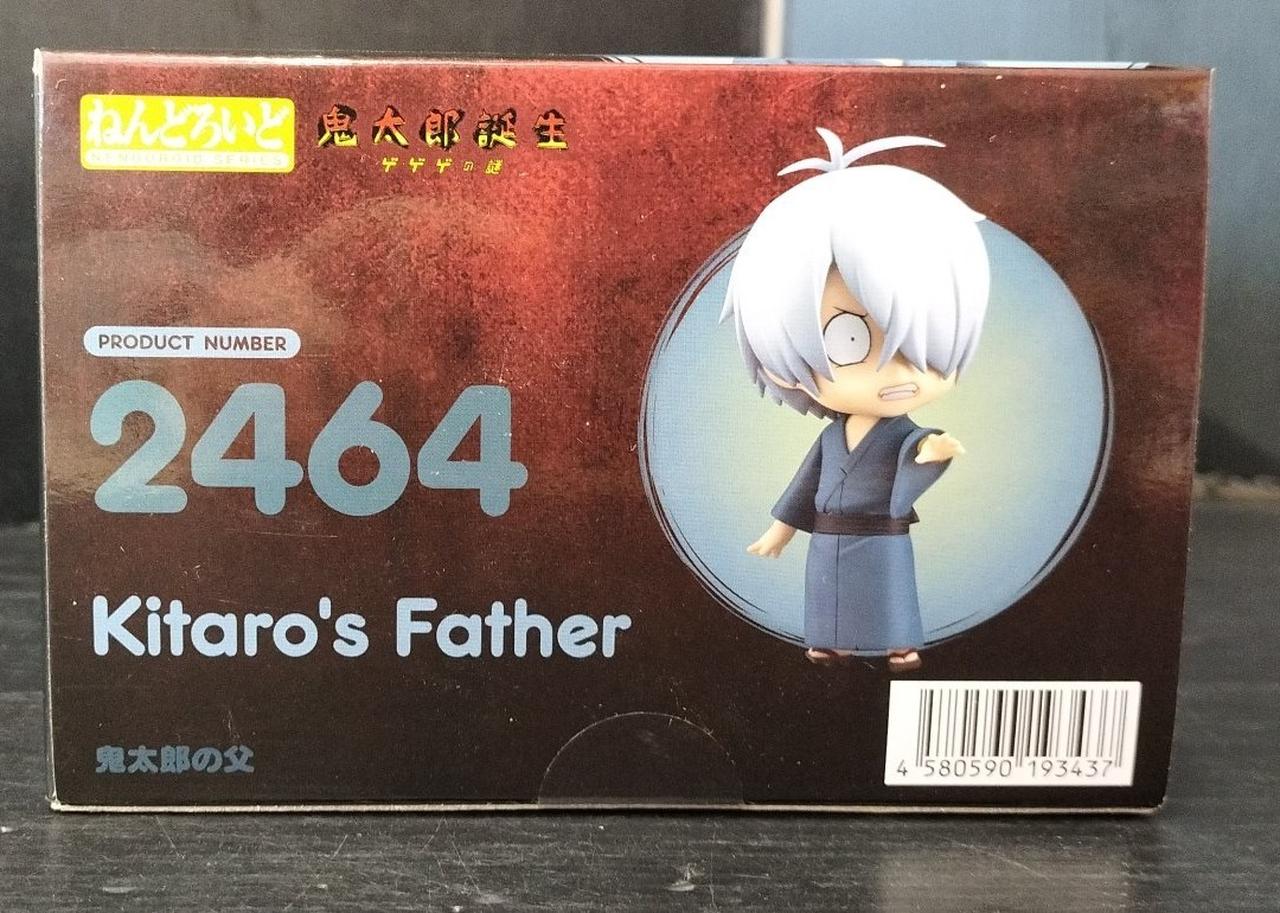 ねんどろいど
NENDOROID SERIES
鬼太郎誕生
ゲゲゲの謎
PRODUCT NUMBER
2464
Kitaro's Father
鬼太郎の父
4 580590 193437